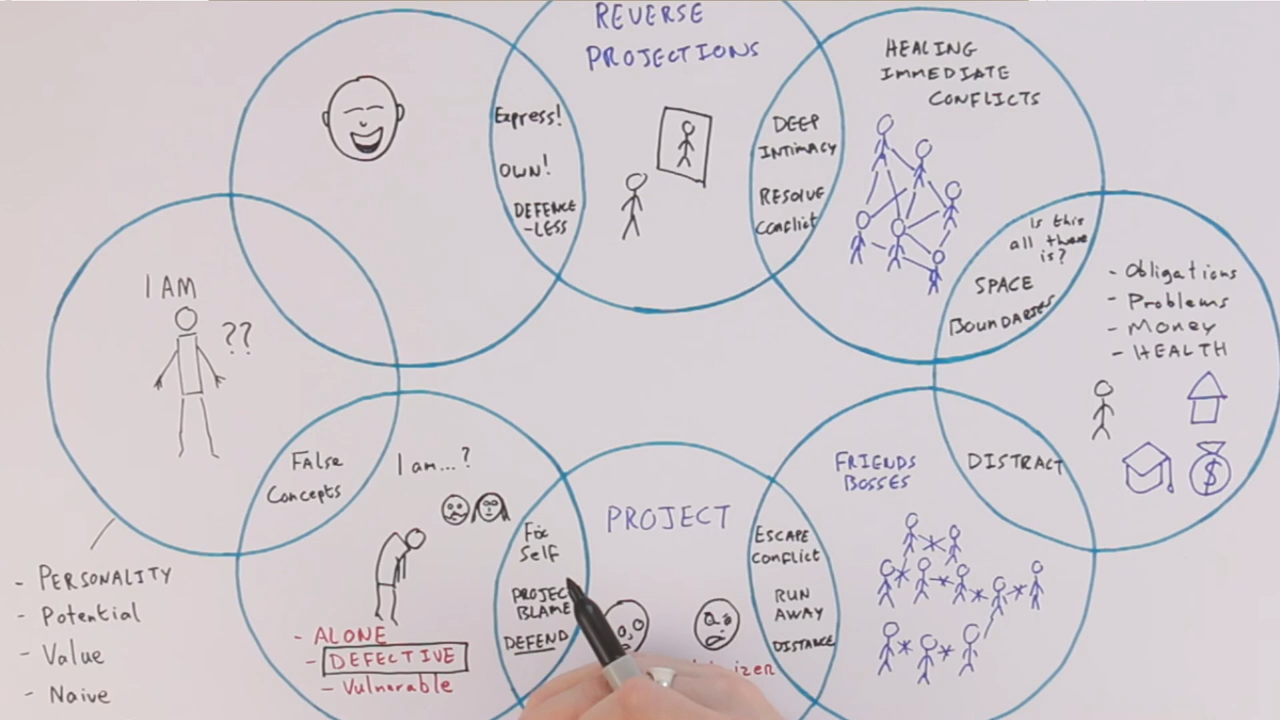 REVERSE
PROJECTIONS
HEALING
IMMEDIATE
CONFLICTS
Express!
OWN!
DEFENCE
-LESS
DEEP
INTIMACY
RESOLVE
Conflict
Is this
all there
is?
SPACE
BOUNDARIES
- Obligations
- Problems
- Money
- HEALTH
$
I AM
??
False
Concepts
I am...?
Fix
Self
PROJECT
BLAME
DEFEND
PROJECT
ESCAPE
Conflict
RUN
AWAY
DISTANCE
FRIENDS
BOSSES
DISTRACT
- PERSONALITY
- Potential
- Value
- Naive
- ALONE
- DEFECTIVE
- Vulnerable